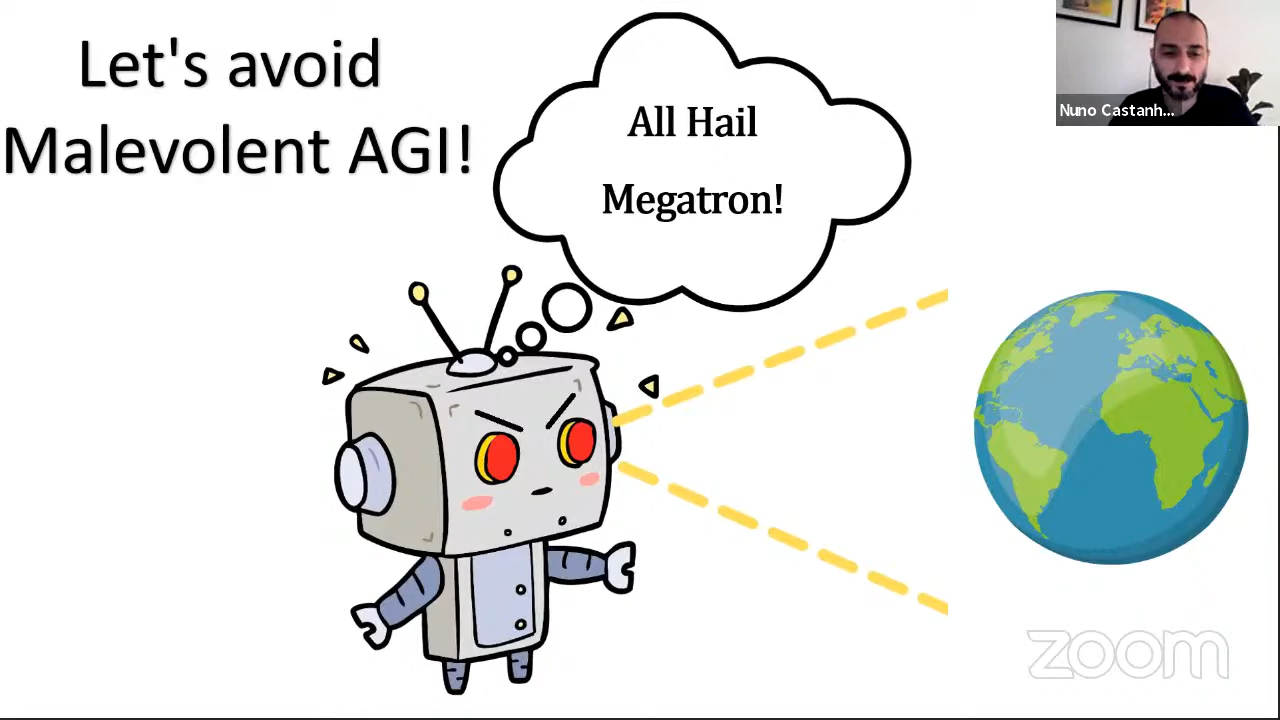 Let's avoid
Malevolent AGI!
All Hail
Megatron!
Nuno Castanh...
zoom